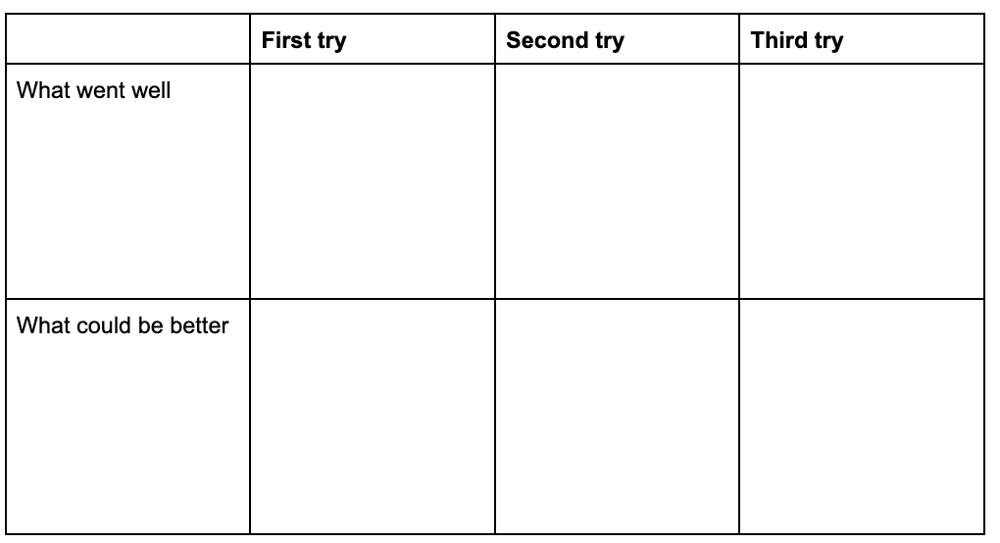 First try Second try Third try
What went well
What could be better